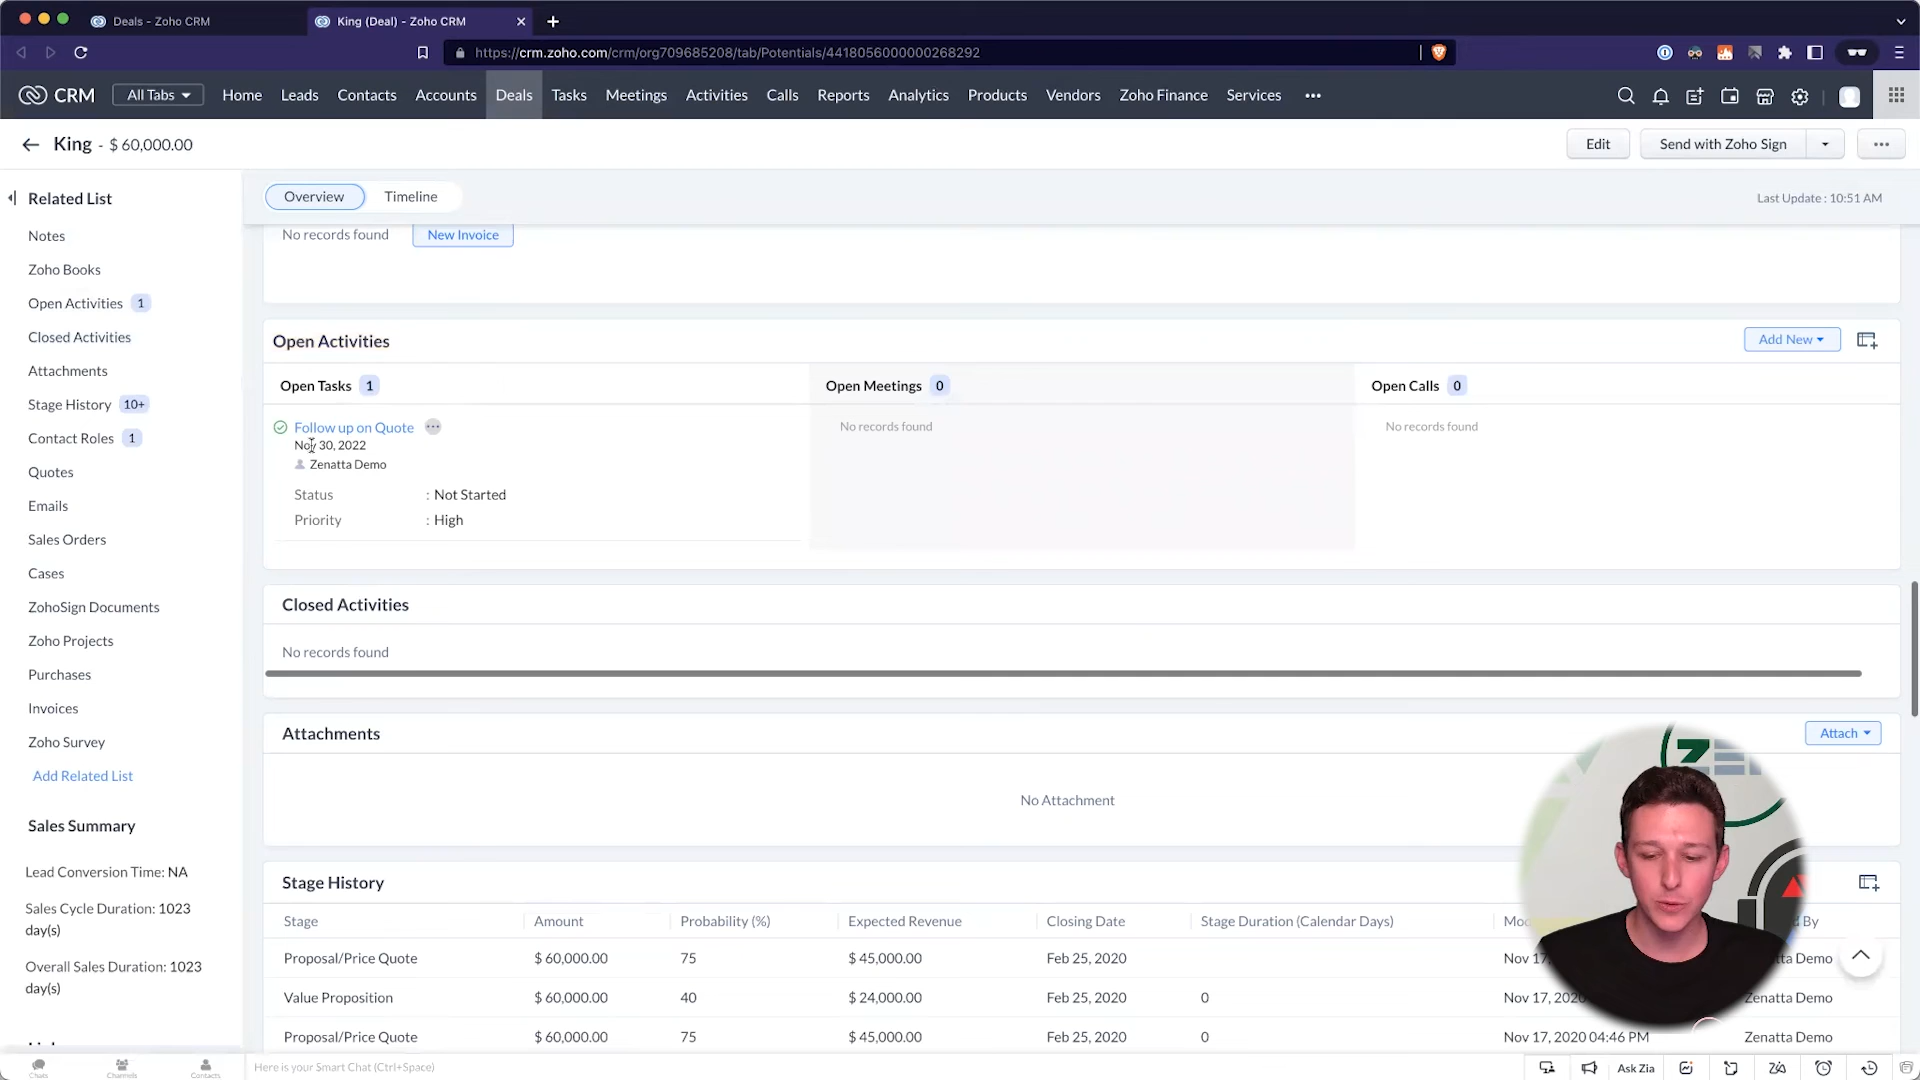 Deals - Zoho CRM
King (Deal) - Zoho CRM
https://crm.zoho.com/crm/org709685208/tab/Potentials/4418056000000268292
CRM
All Tabs
Home
Leads
Contacts
Accounts
Deals
Tasks
Meetings
Activities
Calls
Reports
Analytics
Products
Vendors
Zoho Finance
Services
King - $ 60,000.00
Edit
Send with Zoho Sign
Related List
Notes
Zoho Books
Open Activities 1
Closed Activities
Attachments
Stage History 10+
Contact Roles 1
Quotes
Emails
Sales Orders
Cases
ZohoSign Documents
Zoho Projects
Purchases
Invoices
Zoho Survey
Add Related List
Sales Summary
Lead Conversion Time: NA
Sales Cycle Duration: 1023
day(s)
Overall Sales Duration: 1023
day(s)
Overview
Timeline
Last Update : 10:51 AM
No records found
New Invoice
Open Activities
Add New
Open Tasks 1
Open Meetings 0
Open Calls 0
Follow up on Quote
Nov 30, 2022
Zenatta Demo
Status : Not Started
Priority : High
No records found
No records found
Closed Activities
No records found
Attachments
Attach
No Attachment
Stage History
Stage Amount Probability (%) Expected Revenue Closing Date Stage Duration (Calendar Days) By
Proposal/Price Quote $ 60,000.00 75 $ 45,000.00 Feb 25, 2020 Nov 17, Demo
Value Proposition $ 60,000.00 40 $ 24,000.00 Feb 25, 2020 0 Nov 17, 2020 Zenatta Demo
Proposal/Price Quote $ 60,000.00 75 $ 45,000.00 Feb 25, 2020 0 Nov 17, 2020 04:46 PM Zenatta Demo
Chats
Channels
Contacts
Here is your Smart Chat (Ctrl+Space)
Ask Zia